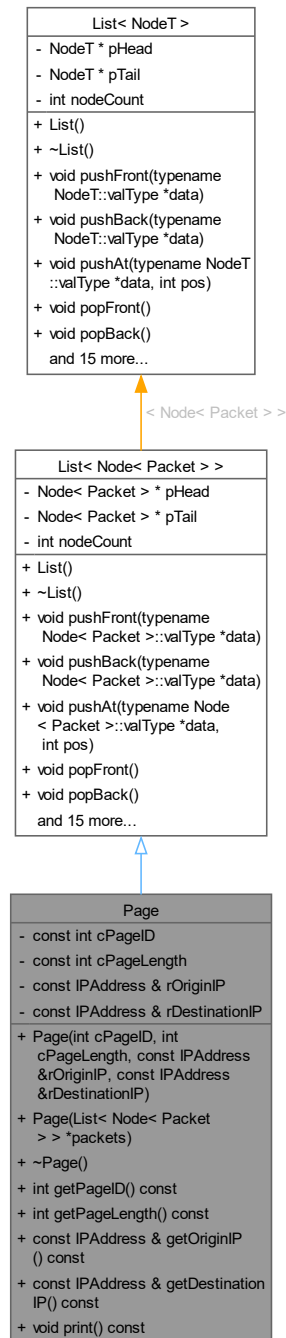 List< NodeT >
- NodeT * pHead
- NodeT * pTail
- int nodeCount
+ List()
+ ~List()
+ void pushFront(typename
NodeT::valType *data)
+ void pushBack(typename
NodeT::valType *data)
+ void pushAt(typename NodeT
::valType *data, int pos)
+ void popFront()
+ void popBack()
and 15 more...
< Node< Packet > >
List< Node< Packet > >
- Node< Packet > * pHead
- Node< Packet > * pTail
- int nodeCount
+ List()
+ ~List()
+ void pushFront(typename
Node< Packet >::valType *data)
+ void pushBack(typename
Node< Packet >::valType *data)
+ void pushAt(typename Node
< Packet >::valType *data,
int pos)
+ void popFront()
+ void popBack()
and 15 more...
Page
- const int cPageID
- const int cPageLength
- const IPAddress & rOriginIP
- const IPAddress & rDestinationIP
+ Page(int cPageID, int
cPageLength, const IPAddress
&rOriginIP, const IPAddress
&rDestinationIP)
+ Page(List< Node< Packet
> > *packets)
+ ~Page()
+ int getPageID() const
+ int getPageLength() const
+ const IPAddress & getOriginIP
() const
+ const IPAddress & getDestination
IP() const
+ void print() const